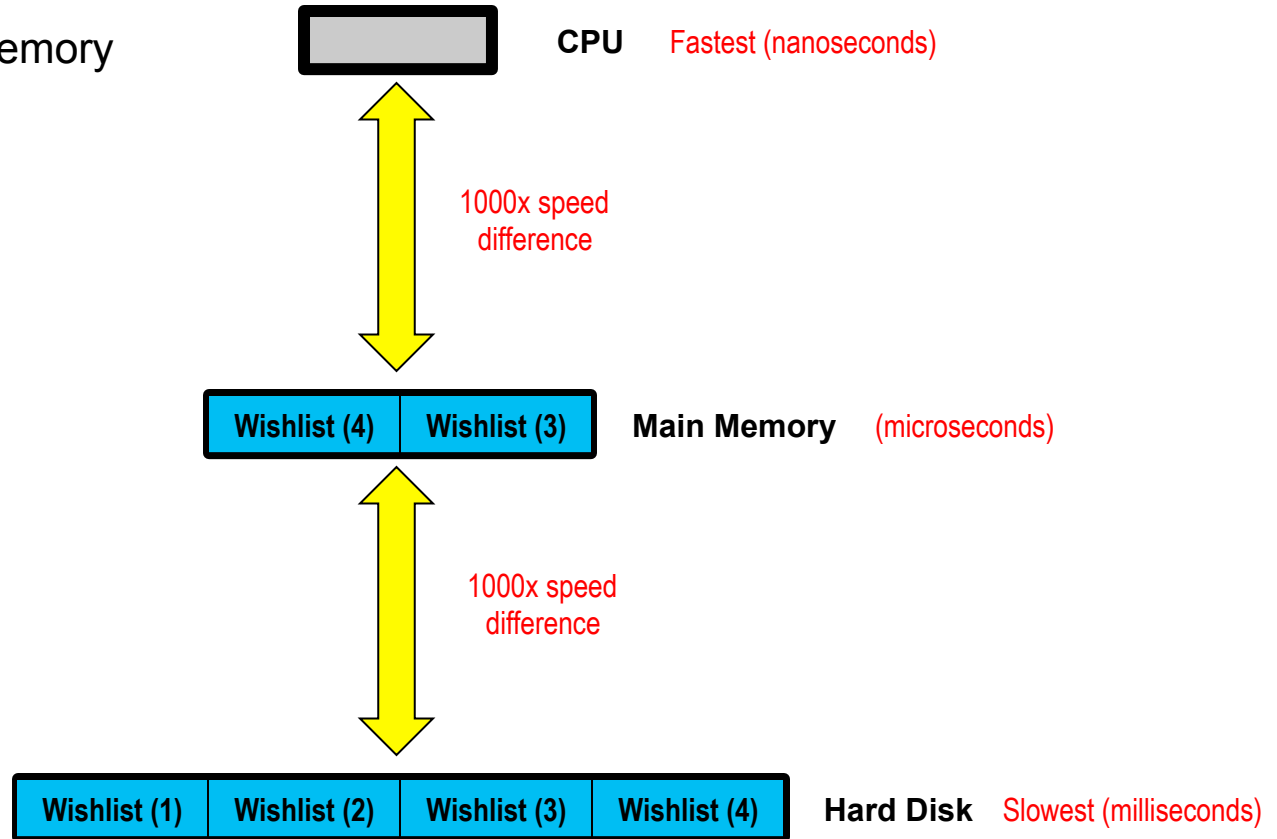 emory
CPU Fastest (nanoseconds)
1000x speed
difference
Wishlist (4) Wishlist (3) Main Memory (microseconds)
1000x speed
difference
Wishlist (1) Wishlist (2) Wishlist (3) Wishlist (4) Hard Disk Slowest (milliseconds)